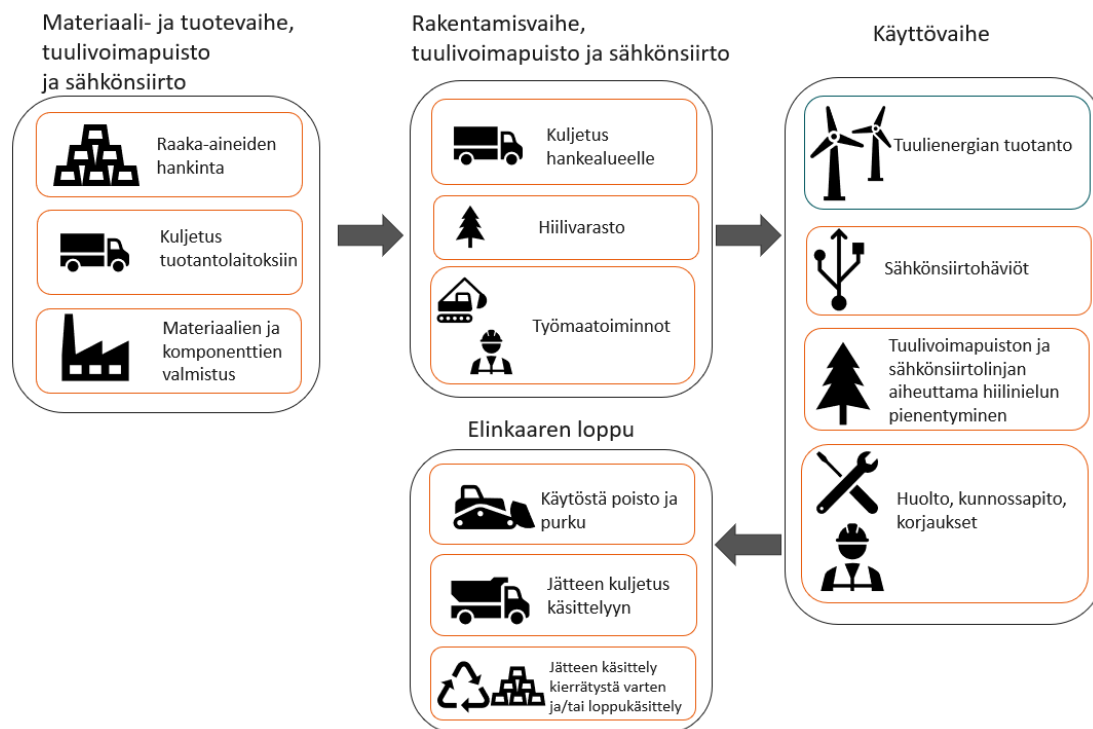 Materiaali- ja tuotevaihe,
tuulivoimapuisto
ja sähkönsiirto
Raaka-aineiden
hankinta
Kuljetus
tuotantolaitoksiin
Materiaalien ja
komponenttien
valmistus
Rakentamisvaihe,
tuulivoimapuisto ja sähkönsiirto
Kuljetus
hankealueelle
Hiilivarasto
Työmaatoiminnot
Käyttövaihe
Tuulienergian tuotanto
Sähkönsiirtohäviöt
Tuulivoimapuiston ja
sähkönsiirtolinjan
aiheuttama hiilinielun
pienentyminen
Huolto, kunnossapito,
korjaukset
Elinkaaren loppu
Käytöstä poisto ja
purku
Jätteen kuljetus
käsittelyyn
Jätteen käsittely
kierrätystä varten
ja/tai loppukäsittely